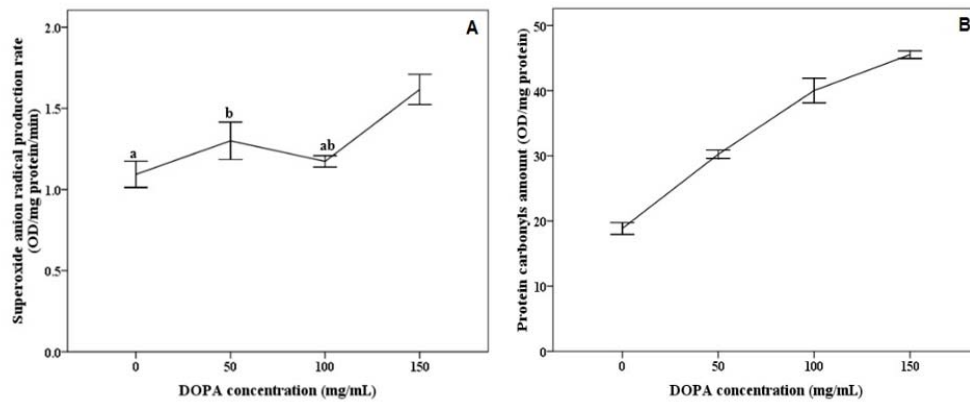 A
Superoxide anion radical production rate
(OD/mg protein/min)
2.0
1.5
1.0
0.5
0.0
a
b
ab
0 50 100 150
DOPA concentration (mg/mL)
B
Protein carbonyls amount (OD/mg protein)
50
40
30
20
10
0
0 50 100 150
DOPA concentration (mg/mL)